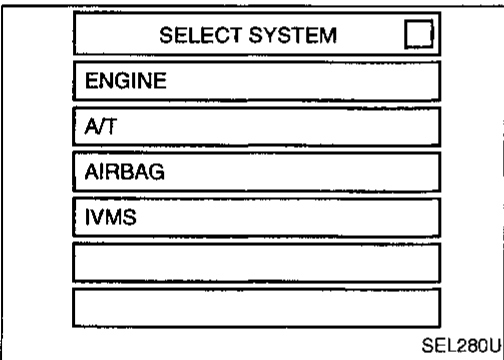 SELECT SYSTEM
ENGINE
A/T
AIRBAG
IVMS
SEL280U